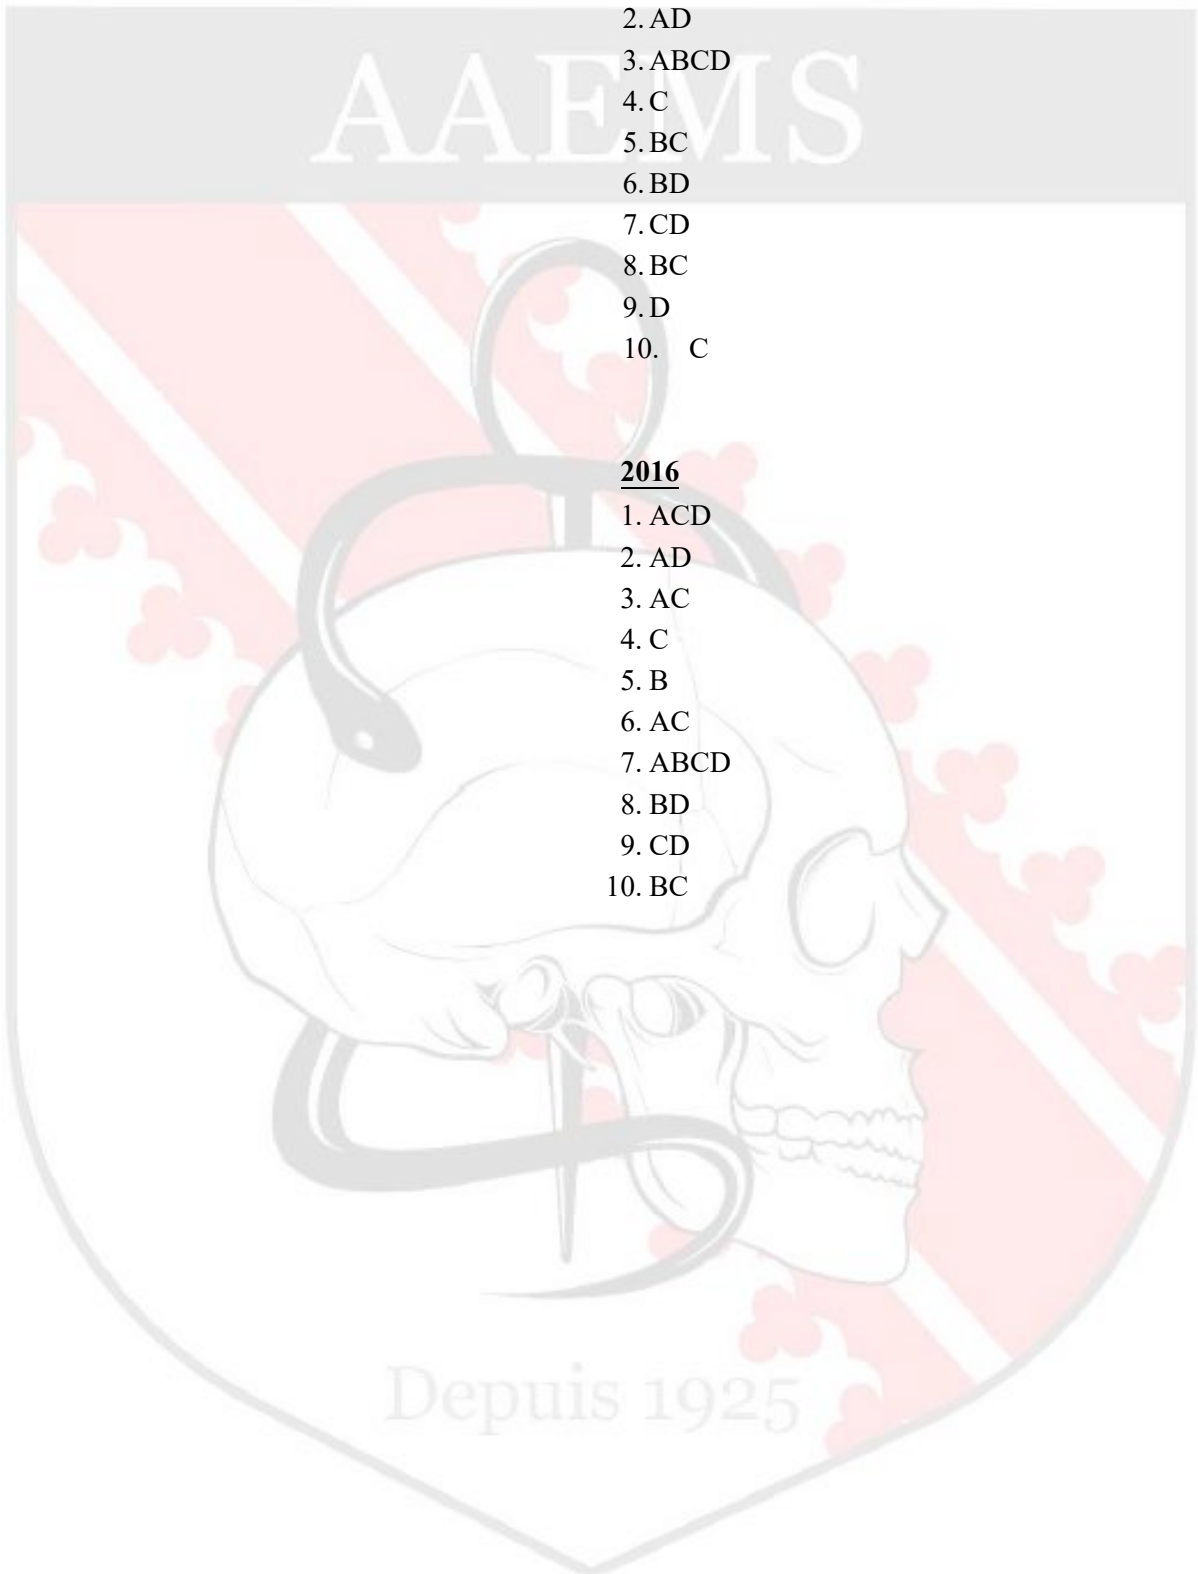 AAEMS
2. AD
3. ABCD
4. C
5. BC
6. BD
7. CD
8. BC
9. D
10. C
2016
1. ACD
2. AD
3. AC
4. C
5. B
6. AC
7. ABCD
8. BD
9. CD
10. BC
Depuis 1925